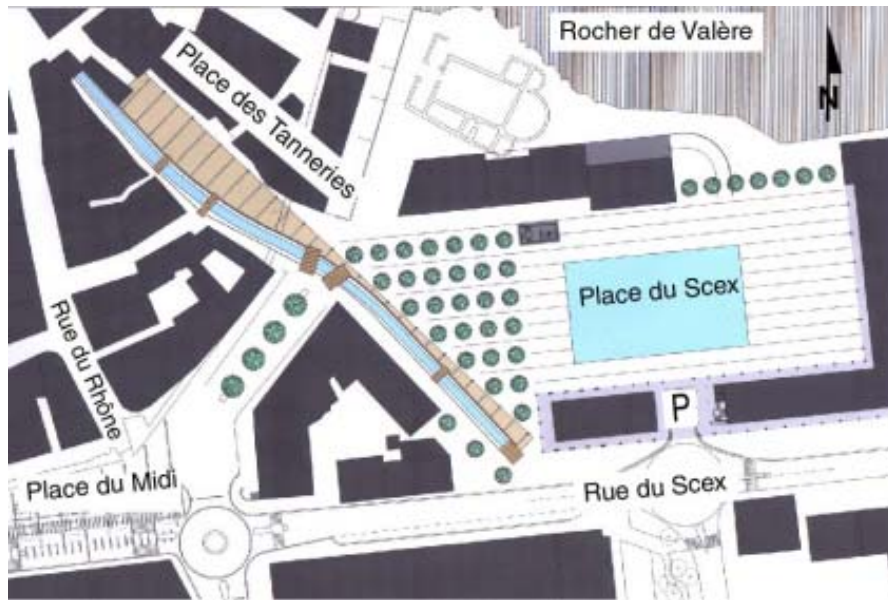 Rocher de Valère
N
Place des Tanneries
Place du Scex
Rue du Rhône
P
Place du Midi
Rue du Scex